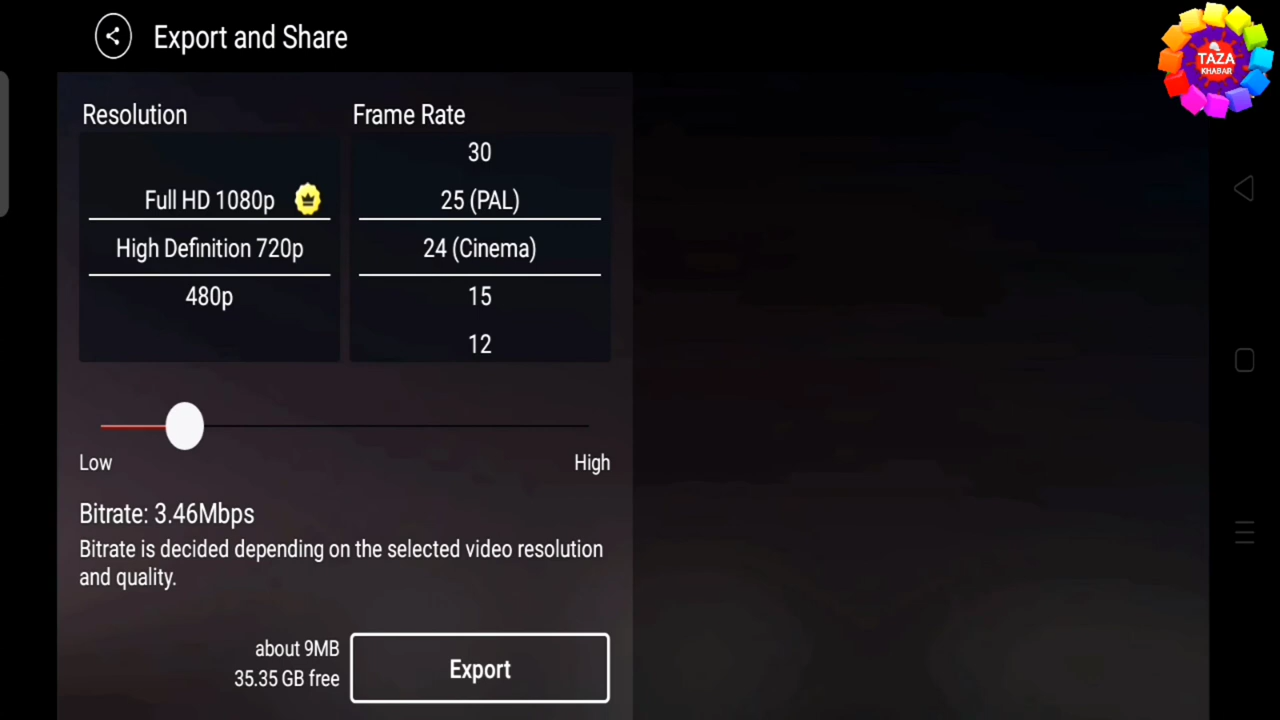 Export and Share
TAZA
KHABAR
Resolution
Frame Rate
30
Full HD 1080p
25 (PAL)
High Definition 720p
24 (Cinema)
480p
15
12
Low
High
Bitrate: 3.46Mbps
Bitrate is decided depending on the selected video resolution
and quality.
about 9MB
35.35 GB free
Export